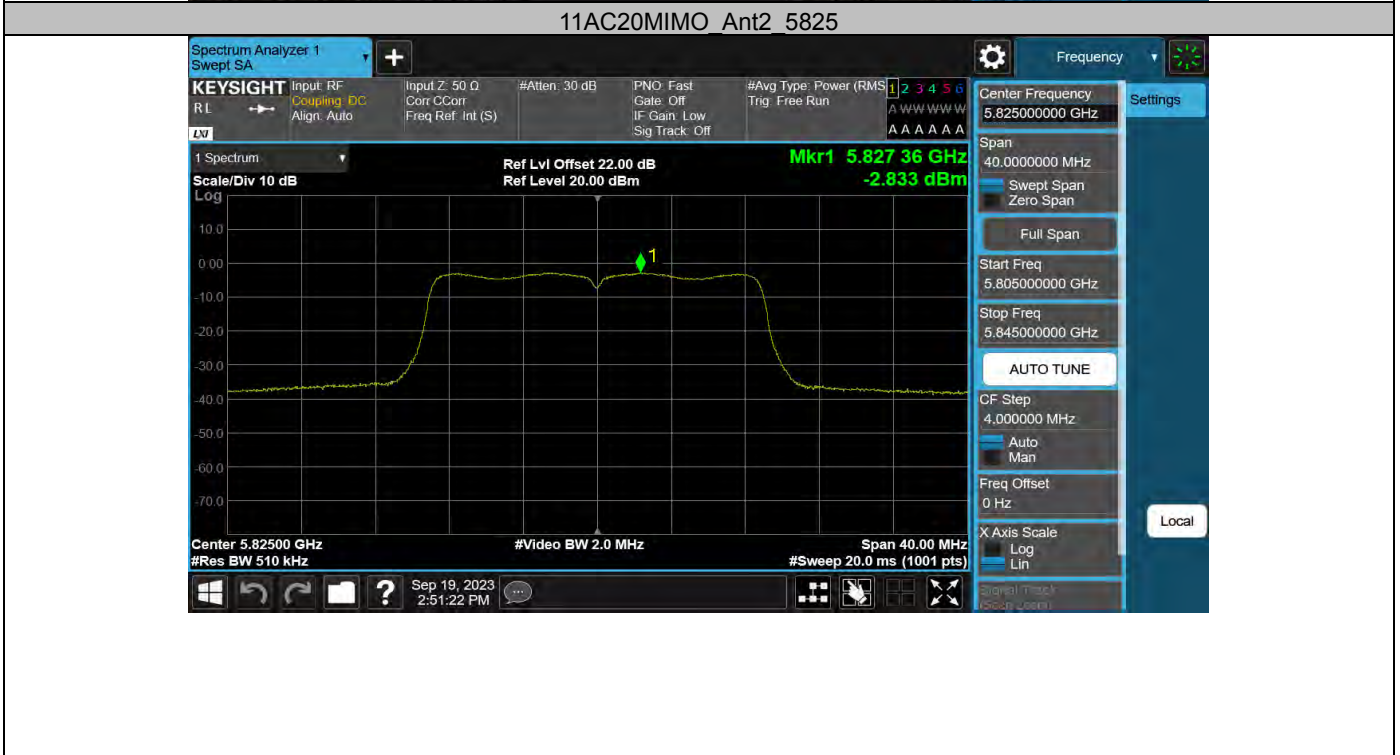 11AC20MIMO_Ant2_5825
Spectrum Analyzer 1
Swept SA
+
Frequency
KEYSIGHT
RL
LXI
Input: RF
Coupling: DC
Align: Auto
Input Z: 50 Ω
Corr CCorr
Freq Ref: Int (S)
#Atten: 30 dB
PNO: Fast
Gate: Off
IF Gain: Low
Sig Track: Off
#Avg Type: Power (RMS
Trig: Free Run
1 2 3 4 5 6
A W W W W W
A A A A A A
1 Spectrum
Scale/Div 10 dB
Ref Lvl Offset 22.00 dB
Ref Level 20.00 dBm
Mkr1 5.827 36 GHz
-2.833 dBm
Log
10.0
0.00
-10.0
-20.0
-30.0
-40.0
-50.0
-60.0
-70.0
1
Center 5.82500 GHz
#Res BW 510 kHz
#Video BW 2.0 MHz
Span 40.00 MHz
#Sweep 20.0 ms (1001 pts)
Center Frequency
5.825000000 GHz
Settings
Span
40.0000000 MHz
Swept Span
Zero Span
Full Span
Start Freq
5.805000000 GHz
Stop Freq
5.845000000 GHz
AUTO TUNE
CF Step
4.000000 MHz
Auto
Man
Freq Offset
0 Hz
X Axis Scale
Log
Lin
Local
Signal Track
(Span Zoom)
?
Sep 19, 2023
2:51:22 PM